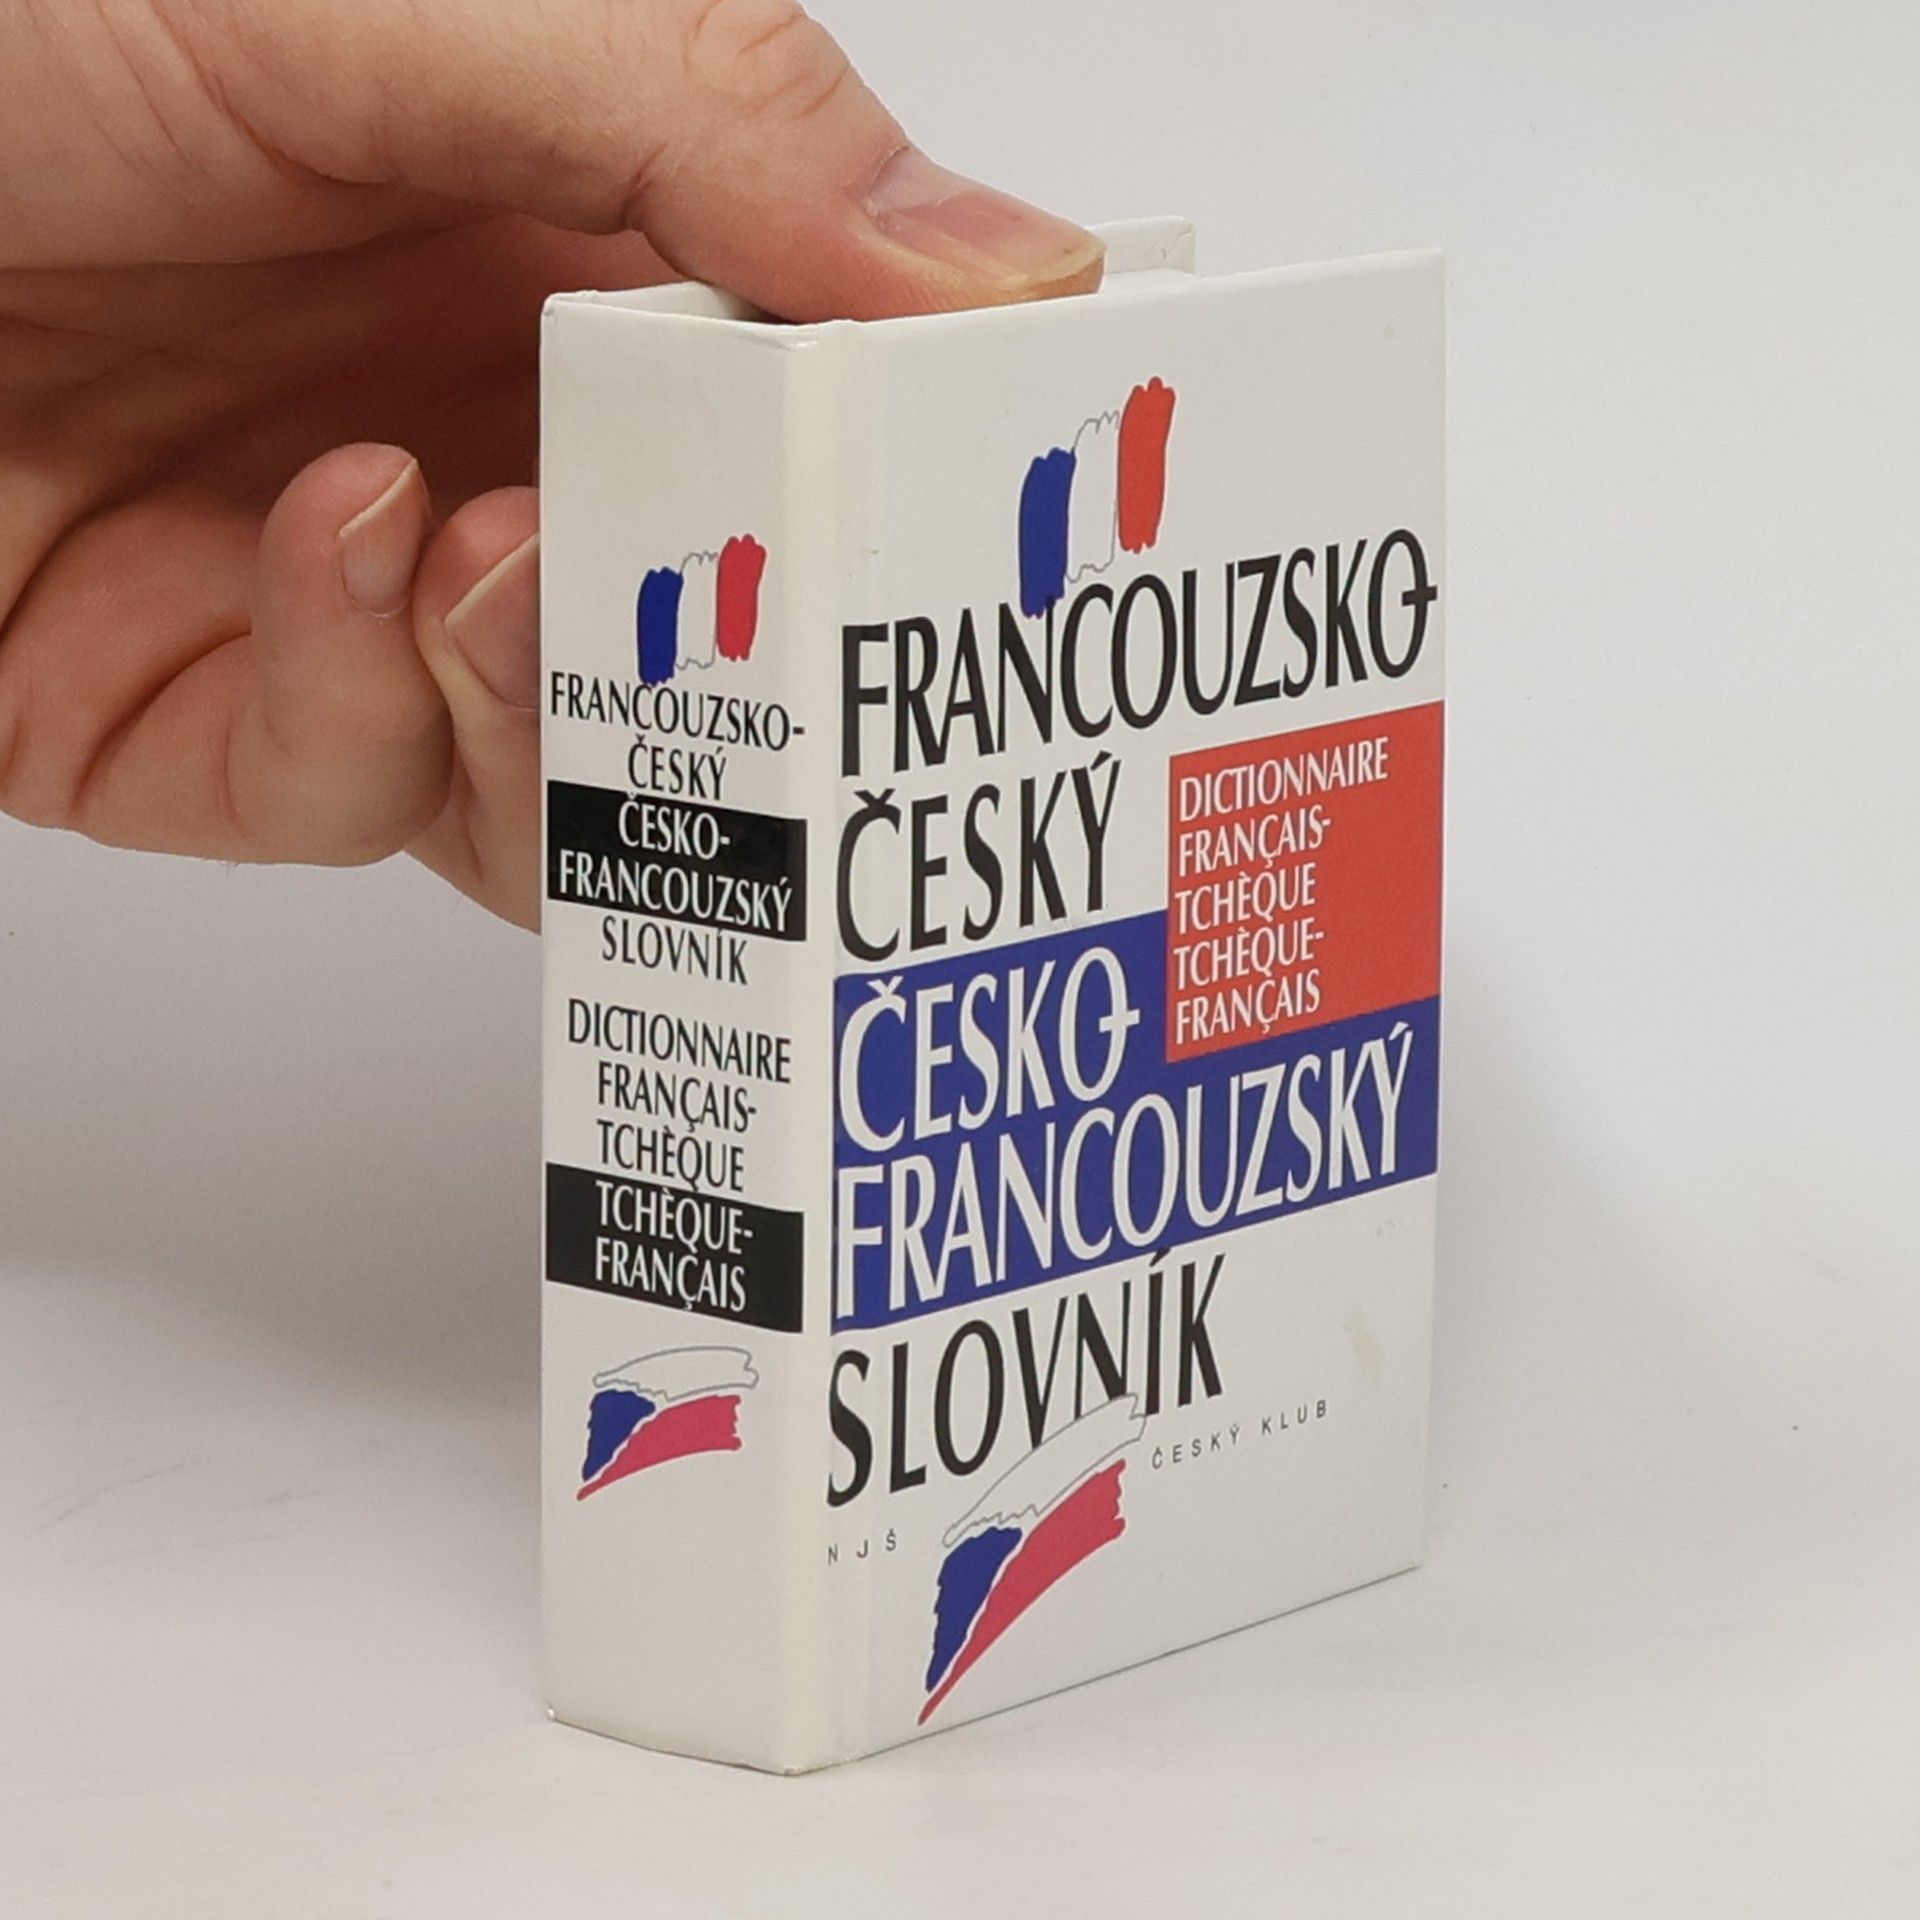 FRANCOUZSKO-
ČESKÝ
ČESKO-
FRANCOUZSKÝ
SLOVNÍK
DICTIONNAIRE
FRANÇAIS-
TCHÈQUE
TCHÈQUE-
FRANÇAIS
FRANCOUZSKO-
ČESKÝ
DICTIONNAIRE
FRANÇAIS-
TCHÈQUE
TCHÈQUE-
FRANÇAIS
ČESKO-
FRANCOUZSKÝ
SLOVNÍK
NJŠ
ČESKÝ KLUB